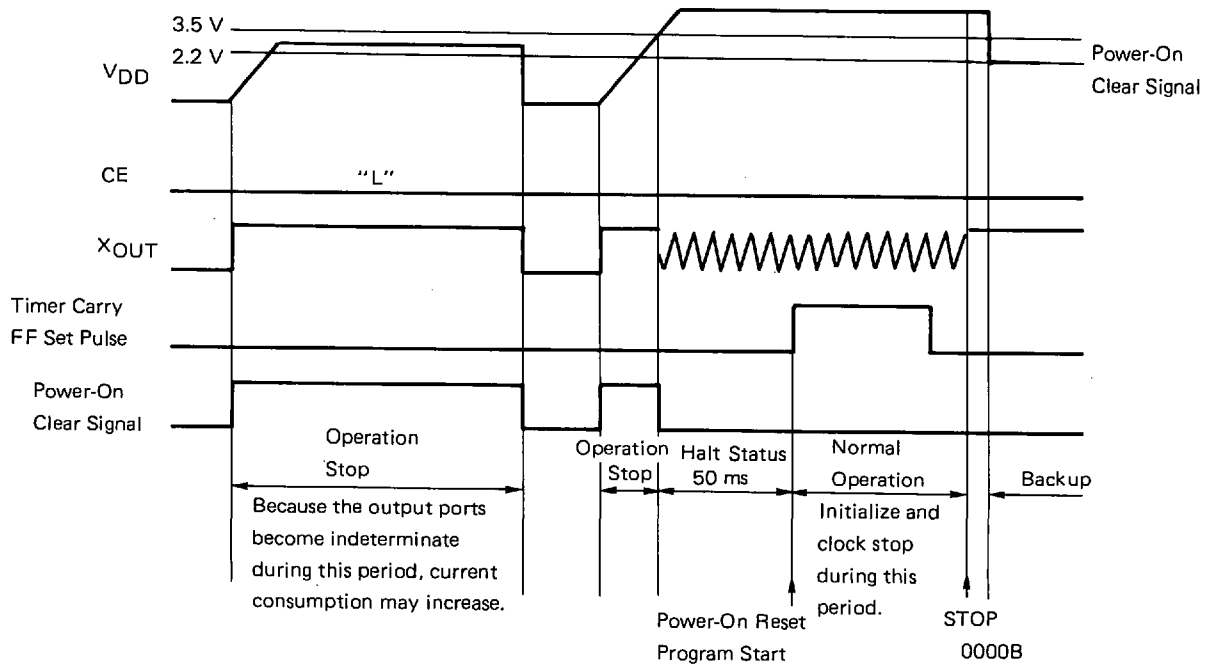 3.5 V
2.2 V
VDD
Power-On
Clear Signal
CE
"L"
XOUT
Timer Carry
FF Set Pulse
Power-On
Clear Signal
Operation
Stop
Operation
Stop
Halt Status
50 ms
Normal
Operation
Backup
Because the output ports
become indeterminate
during this period, current
consumption may increase.
Initialize and
clock stop
during this
period.
Power-On Reset
Program Start
STOP
0000B